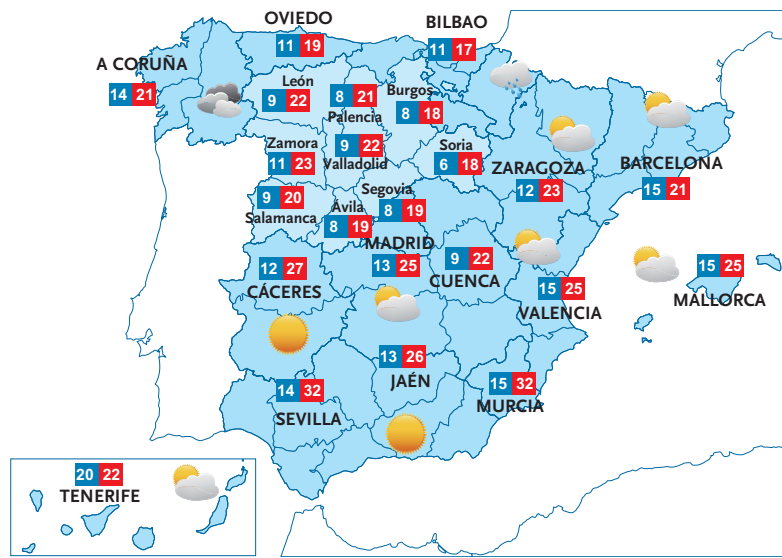 OVIEDO
11 19
BILBAO
11 17
A CORUÑA
14 21
León
9 22
8 21
Palencia
Burgos
8 18
Zamora
11 23
9 22
Valladolid
Soria
6 18
ZARAGOZA
12 23
BARCELONA
15 21
9 20
Salamanca
Ávila
8 19
Segovia
8 19
MADRID
13 25
9 22
CUENCA
12 27
CÁCERES
15 25
VALENCIA
15 25
MALLORCA
13 26
JAÉN
15 32
MURCIA
14 32
SEVILLA
20 22
TENERIFE